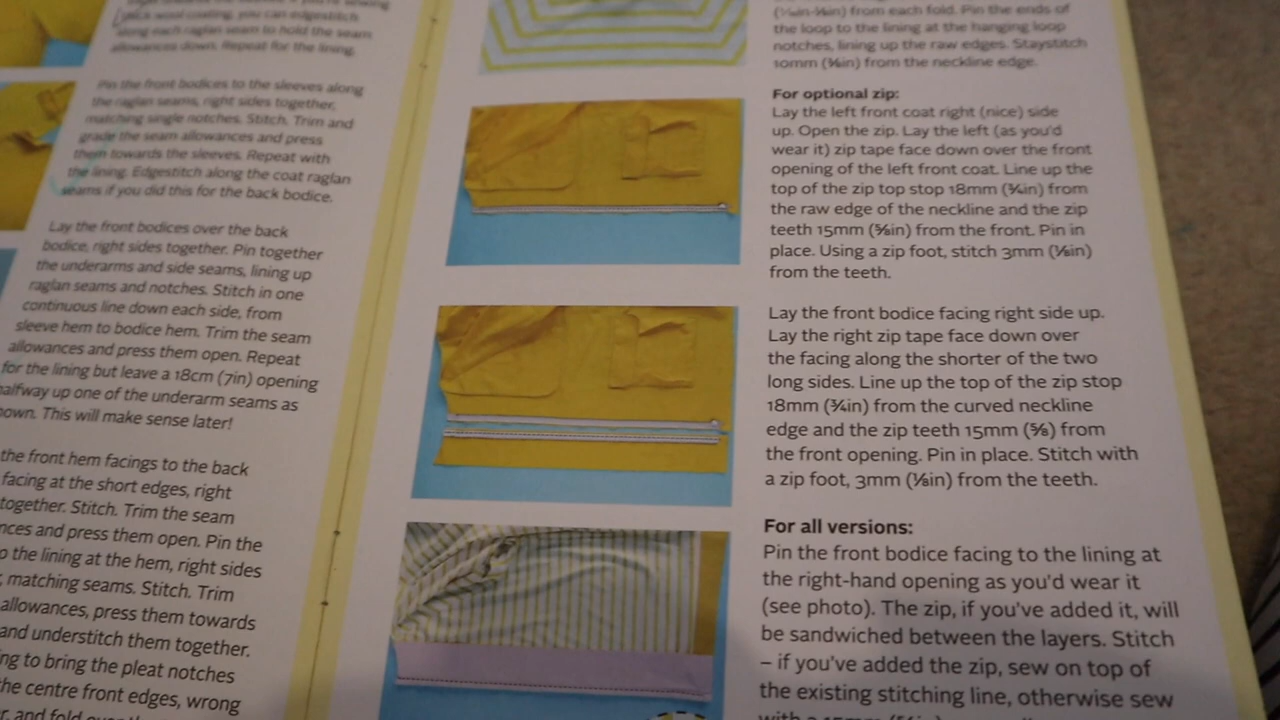 along each raglan seam to hold the seam
allowances down. Repeat for the lining.
Pin the front bodices to the sleeves along
the raglan seams, right sides together,
matching single notches. Stitch. Trim and
grade the seam allowances and press
them towards the sleeves. Repeat with
the lining. Edgestitch along the coat raglan
seams if you did this for the back bodice.
Lay the front bodices over the back
bodice, right sides together. Pin together
the underarms and side seams, lining up
raglan seams and notches. Stitch in one
continuous line down each side, from
sleeve hem to bodice hem. Trim the seam
allowances and press them open. Repeat
for the lining but leave a 18cm (7in) opening
halfway up one of the underarm seams as
own. This will make sense later!
the front hem facings to the back
facing at the short edges, right
together. Stitch. Trim the seam
nces and press them open. Pin the
the lining at the hem, right sides
, matching seams. Stitch. Trim
allowances, press them towards
and understitch them together.
ng to bring the pleat notches
he centre front edges, wrong
r, and fold
from each fold. Pin the ends of
the loop to the lining at the hanging loop
notches, lining up the raw edges. Staystitch
10mm (⅜in) from the neckline edge.
For optional zip:
Lay the left front coat right (nice) side
up. Open the zip. Lay the left (as you'd
wear it) zip tape face down over the front
opening of the left front coat. Line up the
top of the zip top stop 18mm (¾in) from
the raw edge of the neckline and the zip
teeth 15mm (⅝in) from the front. Pin in
place. Using a zip foot, stitch 3mm (⅛in)
from the teeth.
Lay the front bodice facing right side up.
Lay the right zip tape face down over
the facing along the shorter of the two
long sides. Line up the top of the zip stop
18mm (¾in) from the curved neckline
edge and the zip teeth 15mm (⅝) from
the front opening. Pin in place. Stitch with
a zip foot, 3mm (⅛in) from the teeth.
For all versions:
Pin the front bodice facing to the lining at
the right-hand opening as you'd wear it
(see photo). The zip, if you've added it, will
be sandwiched between the layers. Stitch
– if you've added the zip, sew on top of
the existing stitching line, otherwise sew